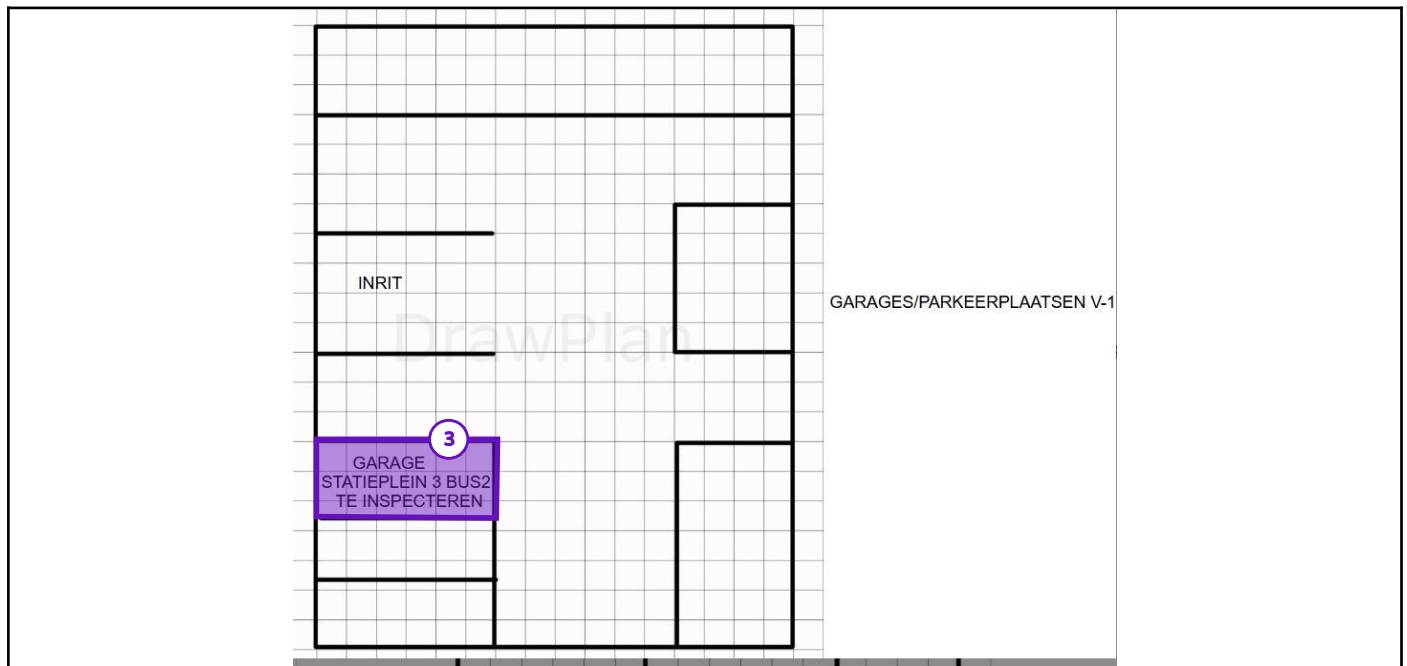 INRIT
GARAGES/PARKEERPLAATSEN V-1
DrawPlan
3
GARAGE
STATIEPLEIN 3 BUS2
TE INSPECTEREN